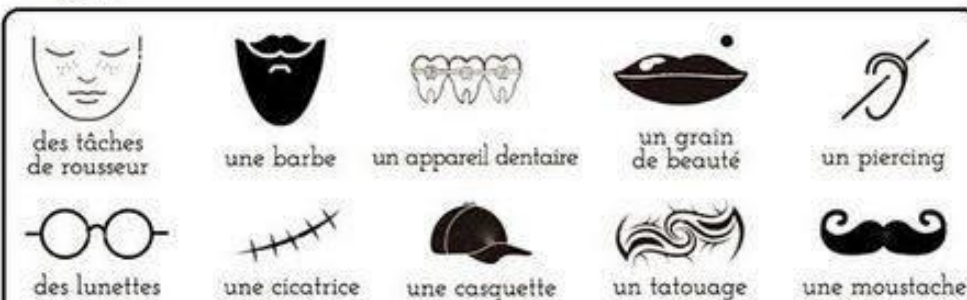 des tâches
de rousseur
une barbe
un appareil dentaire
un grain
de beauté
un piercing
des lunettes
une cicatrice
une casquette
un tatouage
une moustache